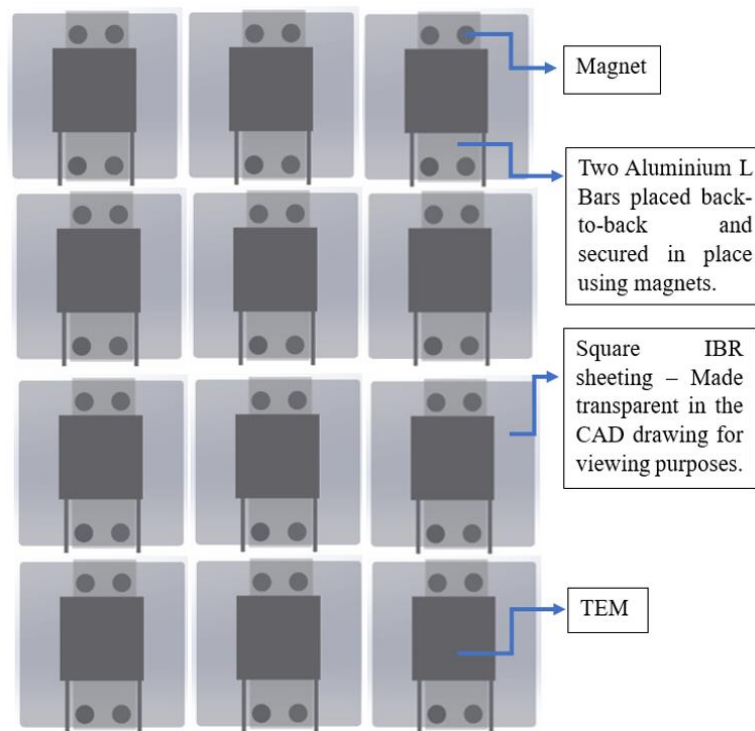 Magnet
Two Aluminium L
Bars placed back-
to-back and
secured in place
using magnets.
Square IBR
sheeting – Made
transparent in the
CAD drawing for
viewing purposes.
TEM